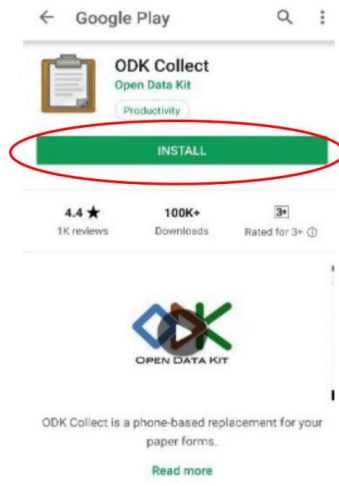 Google Play
ODK Collect
Open Data Kit
Productivity
INSTALL
4.4 ★ 100K+ 3+
1K reviews Downloads Rated for 3+
ODK
OPEN DATA KIT
ODK Collect is a phone-based replacement for your
paper forms.
Read more